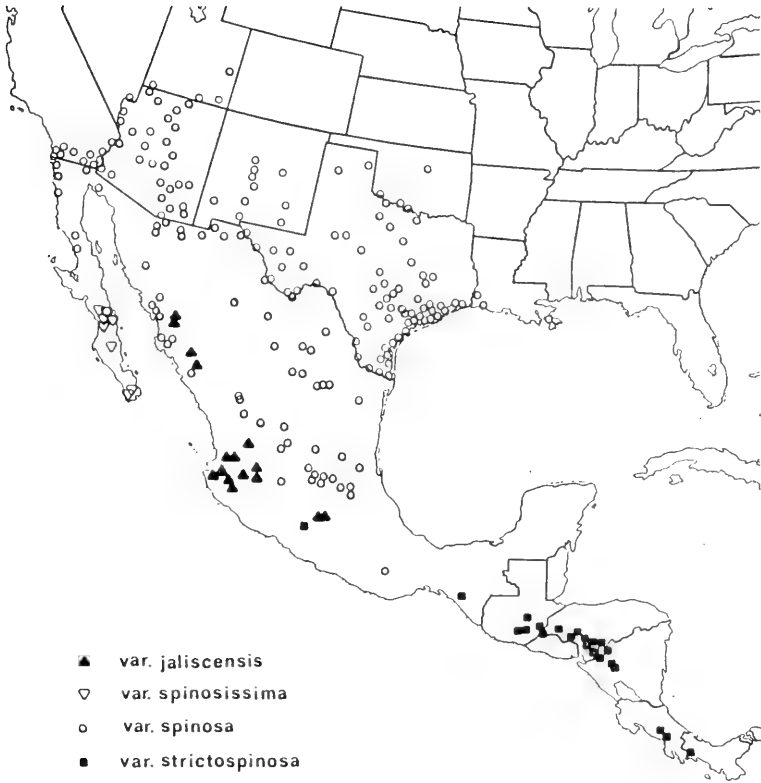 var. jaliscensis
var. spinosissima
var. spinosa
var. strictospinosa